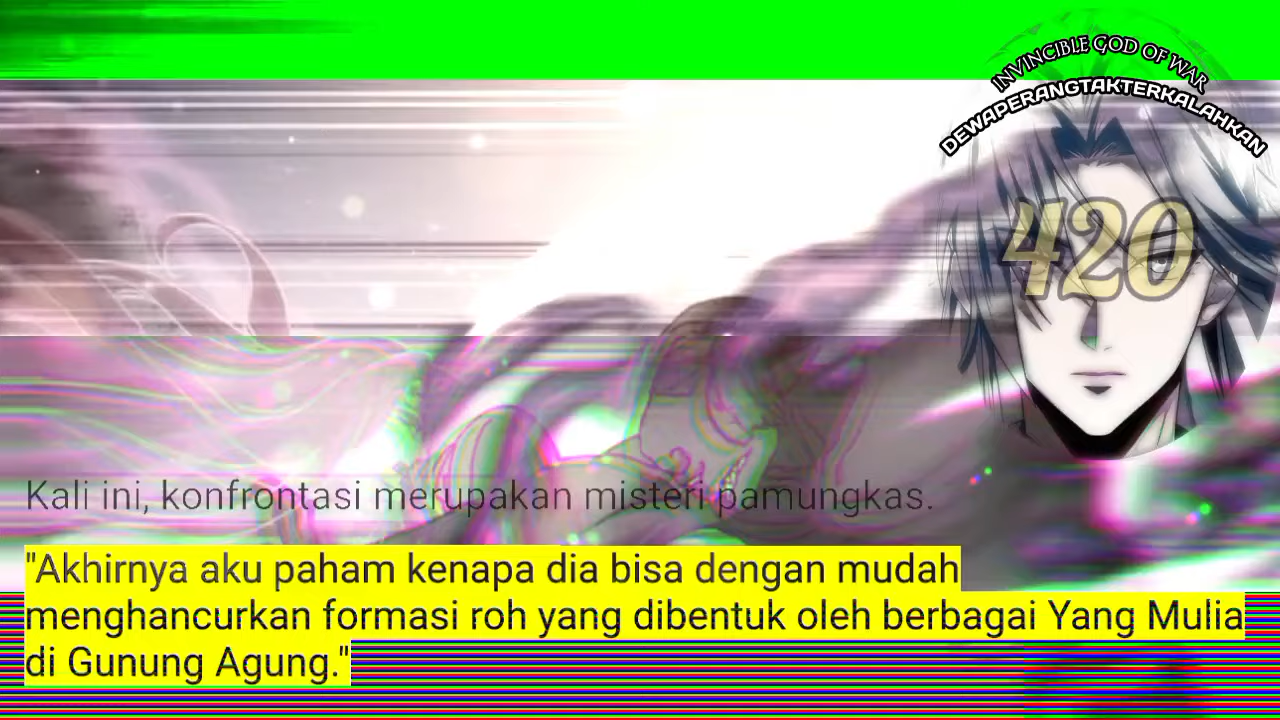 INVINCIBLE GOD OF WAR
DEWAPERANGTAKTERKALAHKAN
420
Kali ini, konfrontasi merupakan misteri pamungkas.
"Akhirnya aku paham kenapa dia bisa dengan mudah
menghancurkan formasi roh yang dibentuk oleh berbagai Yang Mulia
di Gunung Agung."